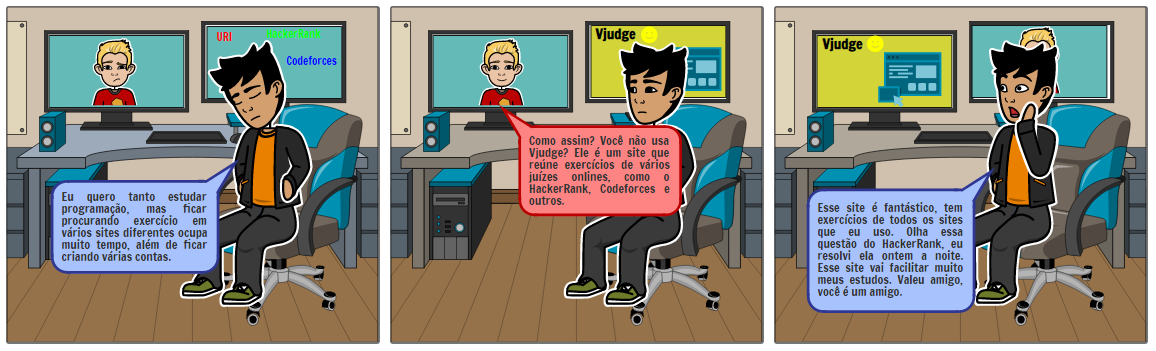 URI
HackerRank
Codeforces
Eu quero tanto estudar
programação, mas ficar
procurando exercício em
vários sites diferentes ocupa
muito tempo, além de ficar
criando várias contas.
Vjudge
Como assim? Você não usa
Vjudge? Ele é um site que
reúne exercícios de vários
juízes onlines, como o
HackerRank, Codeforces e
outros.
Vjudge
Esse site é fantástico, tem
exercícios de todos os sites
que eu uso. Olha essa
questão do HackerRank, eu
resolvi ela ontem a noite.
Esse site vai facilitar muito
meus estudos. Valeu amigo,
você é um amigo.